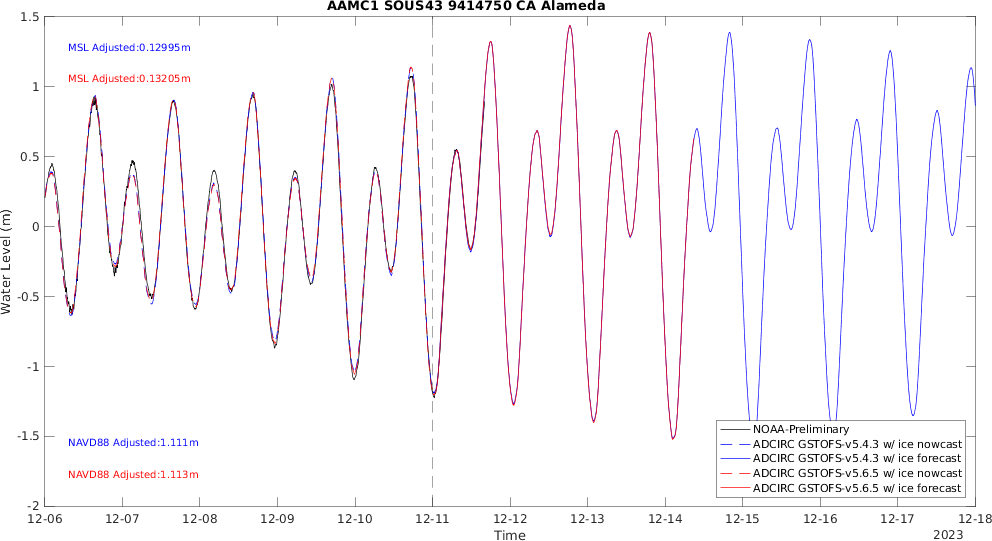 AAMC1 SOUS43 9414750 CA Alameda
1.5
1
0.5
0
-0.5
-1
-1.5
-2
Water Level (m)
MSL Adjusted:0.12995m
MSL Adjusted:0.13205m
NAVD88 Adjusted:1.111m
NAVD88 Adjusted:1.113m
NOAA-Preliminary
ADCIRC GSTOFS-v5.4.3 w/ ice nowcast
ADCIRC GSTOFS-v5.4.3 w/ ice forecast
ADCIRC GSTOFS-v5.6.5 w/ ice nowcast
ADCIRC GSTOFS-v5.6.5 w/ ice forecast
12-06 12-07 12-08 12-09 12-10 12-11 12-12 12-13 12-14 12-15 12-16 12-17 12-18
Time
2023